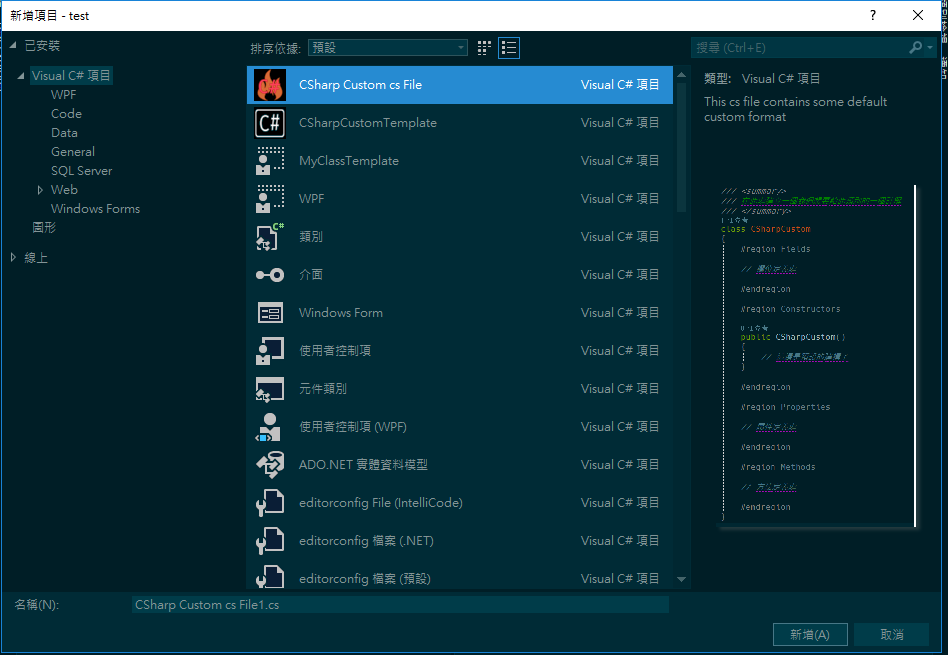 新增項目 - test
?
已安裝
Visual C# 項目
WPF
Code
Data
General
SQL Server
Web
Windows Forms
圖形
線上
排序依據: 預設
CSharp Custom cs File Visual C# 項目
C# CSharpCustomTemplate Visual C# 項目
MyClassTemplate Visual C# 項目
WPF Visual C# 項目
C# 類別 Visual C# 項目
介面 Visual C# 項目
Windows Form Visual C# 項目
使用者控制項 Visual C# 項目
元件類別 Visual C# 項目
使用者控制項 (WPF) Visual C# 項目
ADO.NET 實體資料模型 Visual C# 項目
editorconfig File (IntelliCode) Visual C# 項目
editorconfig 檔案 (.NET) Visual C# 項目
editorconfig 檔案 (預設) Visual C# 項目
搜尋 (Ctrl+E)
類型: Visual C# 項目
This cs file contains some default
custom format
/// <summary>
///
/// </summary>
class CSharpCustom
{
#region Fields
//
#endregion
#region Constructors
public CSharpCustom()
{
//
}
#endregion
#region Properties
//
#endregion
#region Methods
//
#endregion
}
名稱(N): CSharp Custom cs File1.cs
新增(A) 取消